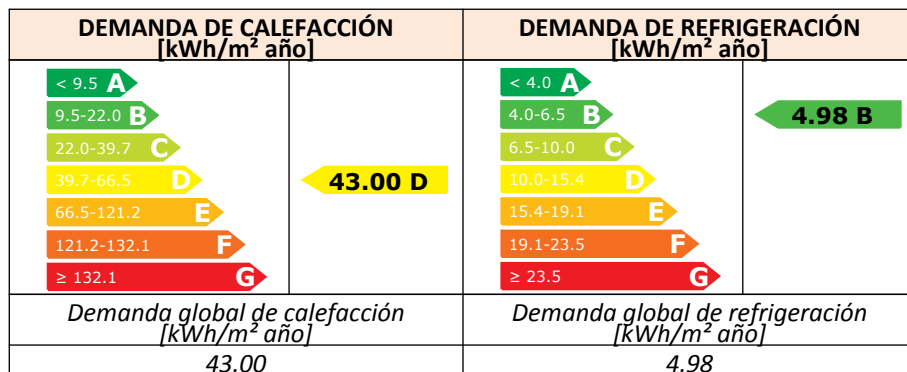 DEMANDA DE CALEFACCIÓN
[kWh/m² año]
DEMANDA DE REFRIGERACIÓN
[kWh/m² año]
< 9.5 A
9.5-22.0 B
22.0-39.7 C
39.7-66.5 D
66.5-121.2 E
121.2-132.1 F
≥ 132.1 G
43.00 D
< 4.0 A
4.0-6.5 B
6.5-10.0 C
10.0-15.4 D
15.4-19.1 E
19.1-23.5 F
≥ 23.5 G
4.98 B
Demanda global de calefacción
[kWh/m² año]
Demanda global de refrigeración
[kWh/m² año]
43.00
4.98